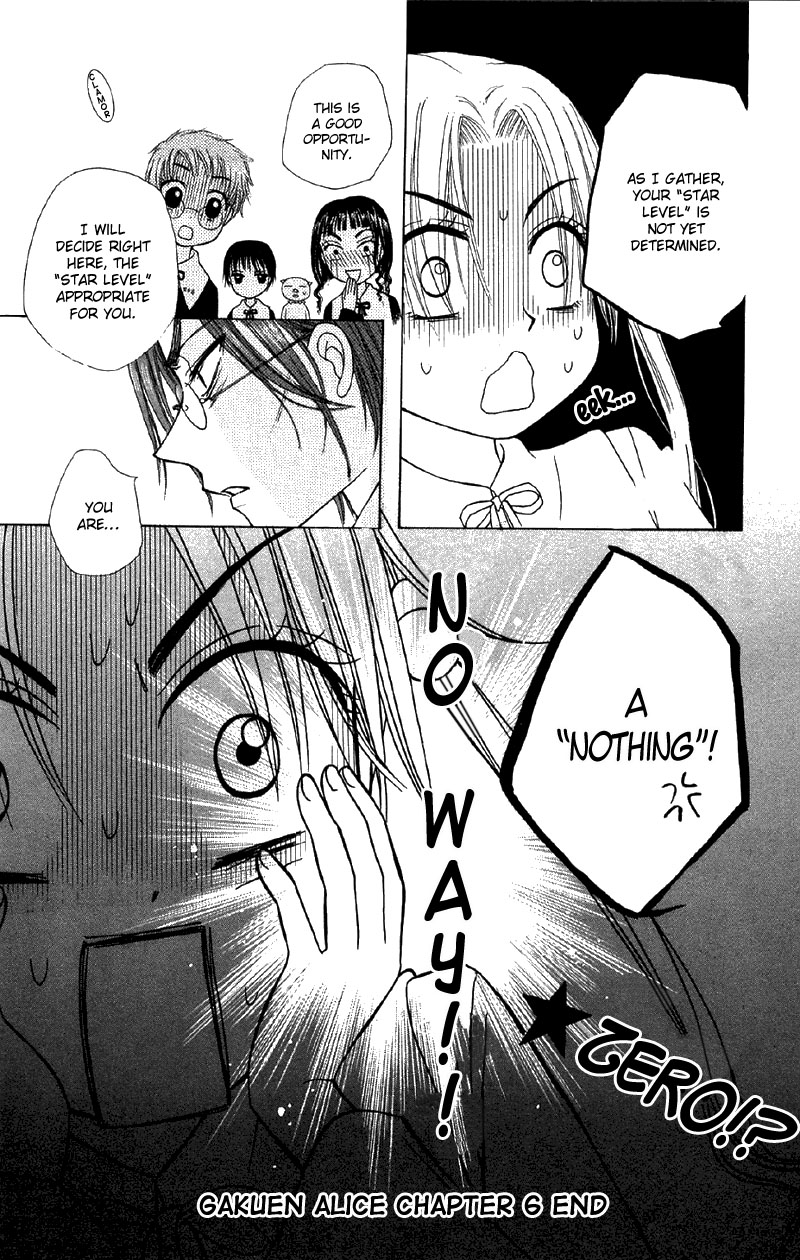 AS I GATHER,
YOUR "STAR
LEVEL" IS
NOT YET
DETERMINED.
eek...
THIS IS
A GOOD
OPPORTU-
NITY.
CLAMOR
I WILL
DECIDE RIGHT
HERE, THE
"STAR LEVEL"
APPROPRIATE
FOR YOU.
YOU
ARE...
A
"NOTHING"!
NO WAY!!
★ ZERO!?
GAKUEN ALICE CHAPTER 6 END